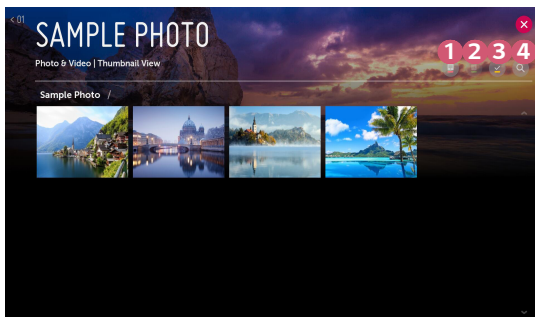 < 01
SAMPLE PHOTO
1 2 3 4
Photo & Video | Thumbnail View
Sample Photo /